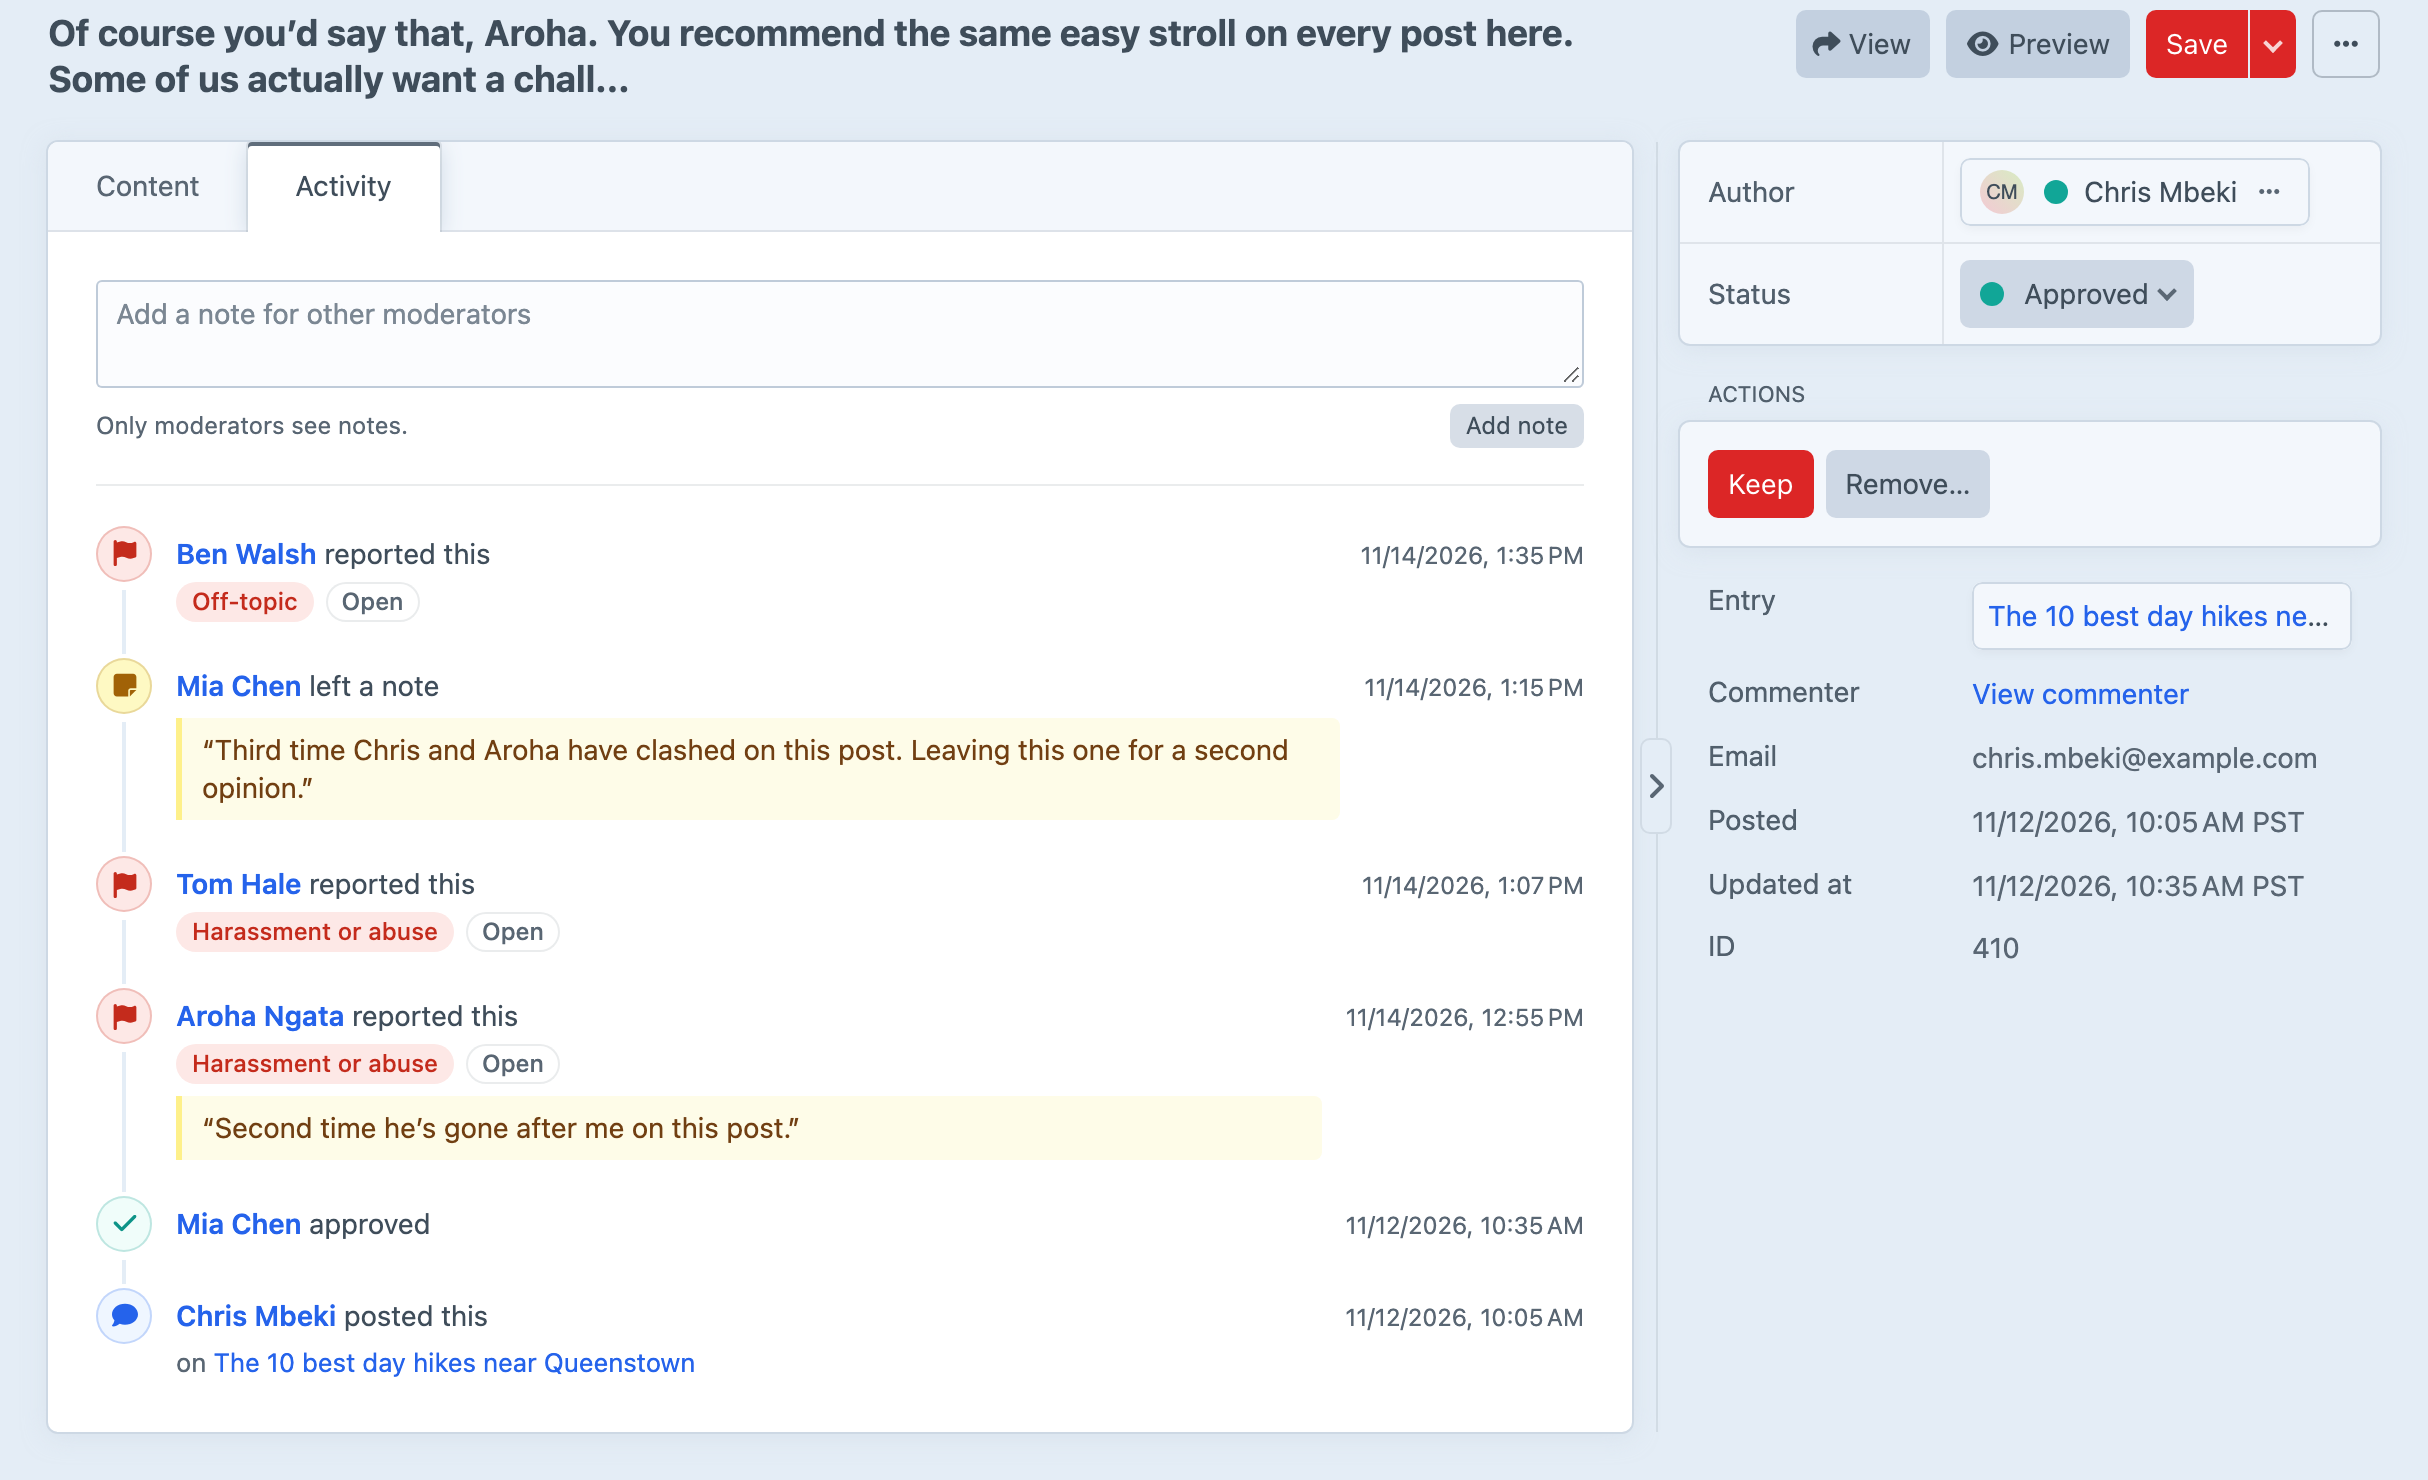 Of course you’d say that, Aroha. You recommend the same easy stroll on every post here.
Some of us actually want a chall...
View
Preview
Save
Content
Activity
Add a note for other moderators
Only moderators see notes.
Add note
Ben Walsh reported this
11/14/2026, 1:35 PM
Off-topic
Open
Mia Chen left a note
11/14/2026, 1:15 PM
“Third time Chris and Aroha have clashed on this post. Leaving this one for a second
opinion.”
Tom Hale reported this
11/14/2026, 1:07 PM
Harassment or abuse
Open
Aroha Ngata reported this
11/14/2026, 12:55 PM
Harassment or abuse
Open
“Second time he’s gone after me on this post.”
Mia Chen approved
11/12/2026, 10:35 AM
Chris Mbeki posted this
11/12/2026, 10:05 AM
on The 10 best day hikes near Queenstown
Author
CM Chris Mbeki
Status
Approved
ACTIONS
Keep
Remove...
Entry
The 10 best day hikes ne...
Commenter
View commenter
Email
chris.mbeki@example.com
Posted
11/12/2026, 10:05 AM PST
Updated at
11/12/2026, 10:35 AM PST
ID
410